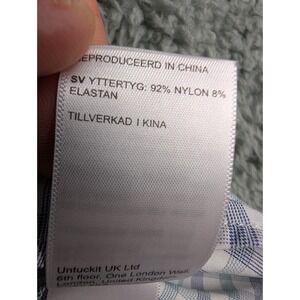 GEPRODUCEERD IN CHINA
SV YTTERTYG: 92% NYLON 8%
ELASTAN
TILLVERKAD I KINA
Untuckit UK Ltd
6th floor, One London Wall,
London, United Kingdom